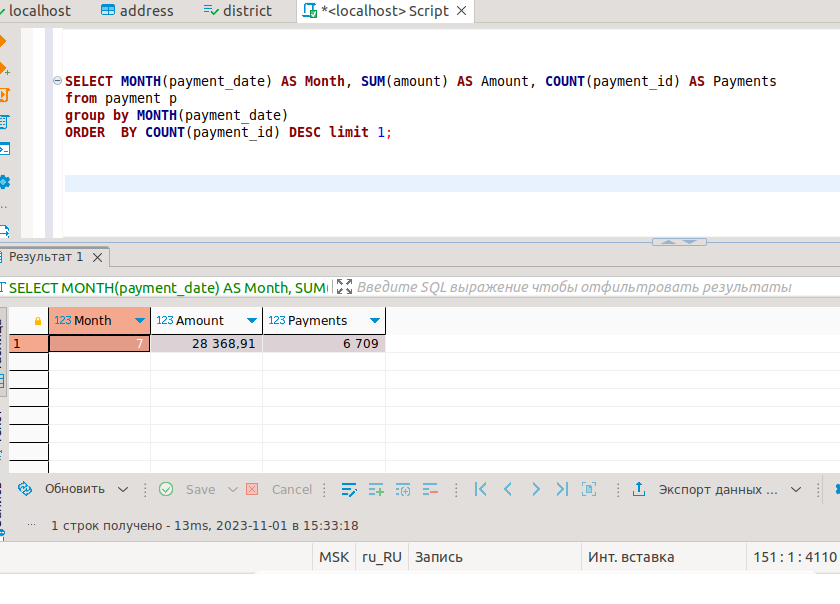 localhost address district *<localhost> Script
SELECT MONTH(payment_date) AS Month, SUM(amount) AS Amount, COUNT(payment_id) AS Payments
from payment p
group by MONTH(payment_date)
ORDER  BY COUNT(payment_id) DESC limit 1;
Результат 1
SELECT MONTH(payment_date) AS Month, SUM( Введите SQL выражение чтобы отфильтровать результаты
123 Month 123 Amount 123 Payments
1 7 28 368,91 6 709
Обновить Save Cancel Экспорт данных ...
1 строк получено - 13ms, 2023-11-01 в 15:33:18
MSK ru_RU Запись Инт. вставка 151 : 1 : 4110